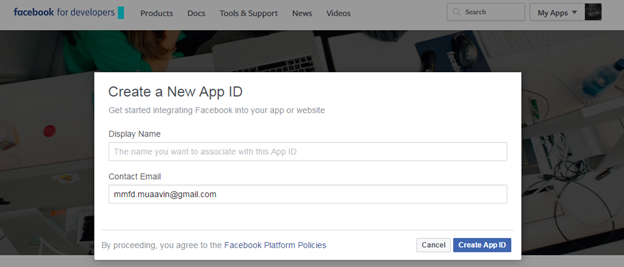 facebook for developers Products Docs Tools & Support News Videos Search My Apps
Create a New App ID
Get started integrating Facebook into your app or website
Display Name
The name you want to associate with this App ID
Contact Email
mmfd.muaavin@gmail.com
By proceeding, you agree to the Facebook Platform Policies Cancel Create App ID